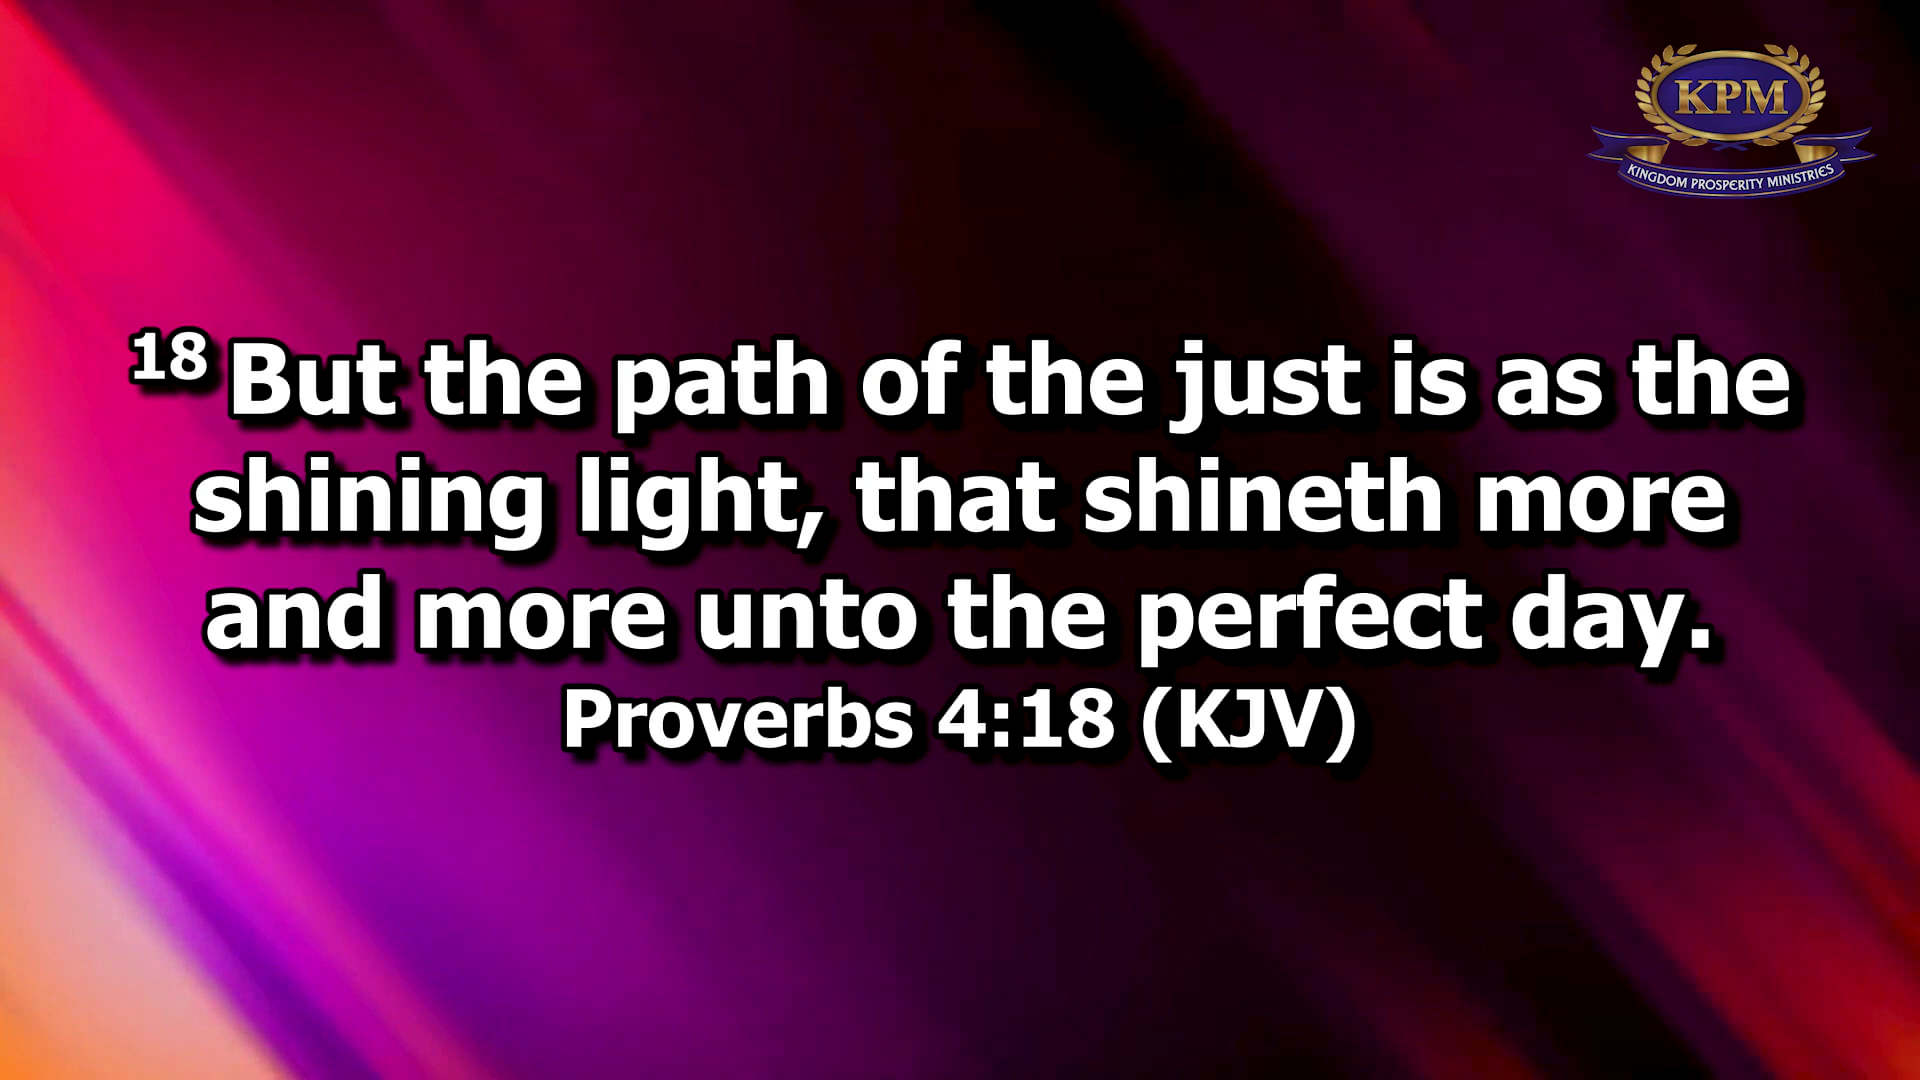 KPM
KINGDOM PROSPERITY MINISTRIES
18 But the path of the just is as the
shining light, that shineth more
and more unto the perfect day.
Proverbs 4:18 (KJV)